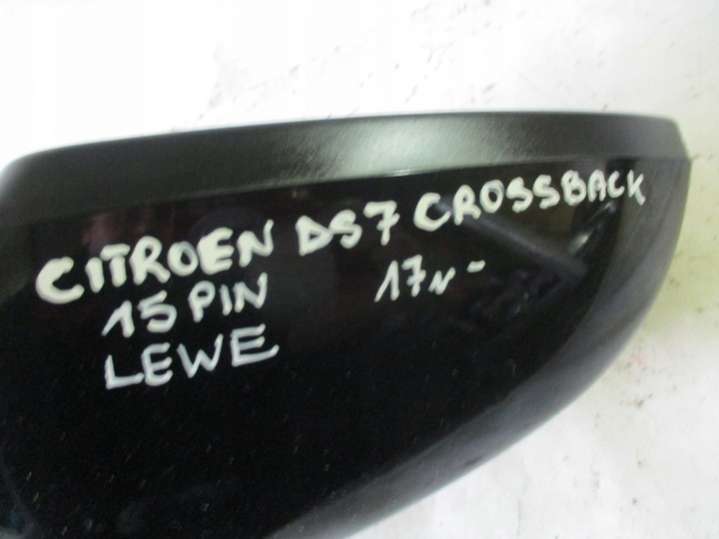 CITROEN DS7 CROSSBACK
15 PIN 17r-
LEWE